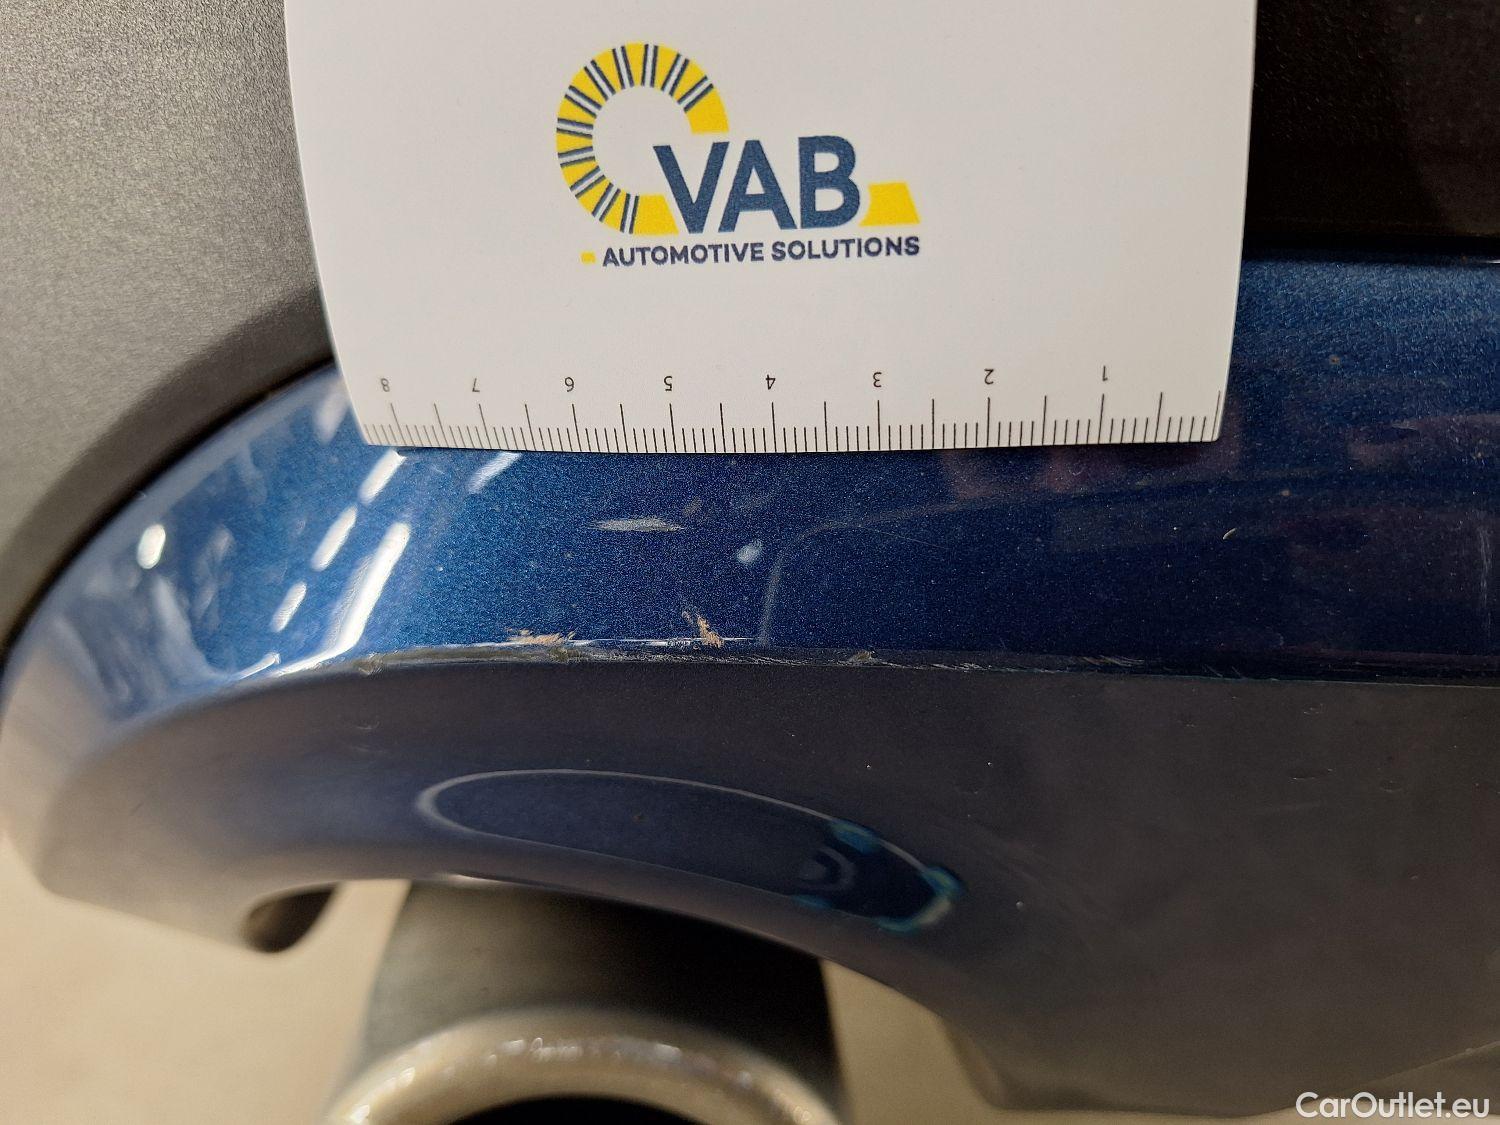 VAB
AUTOMOTIVE SOLUTIONS
8 7 6 5 4 3 2 1
CarOutlet.eu